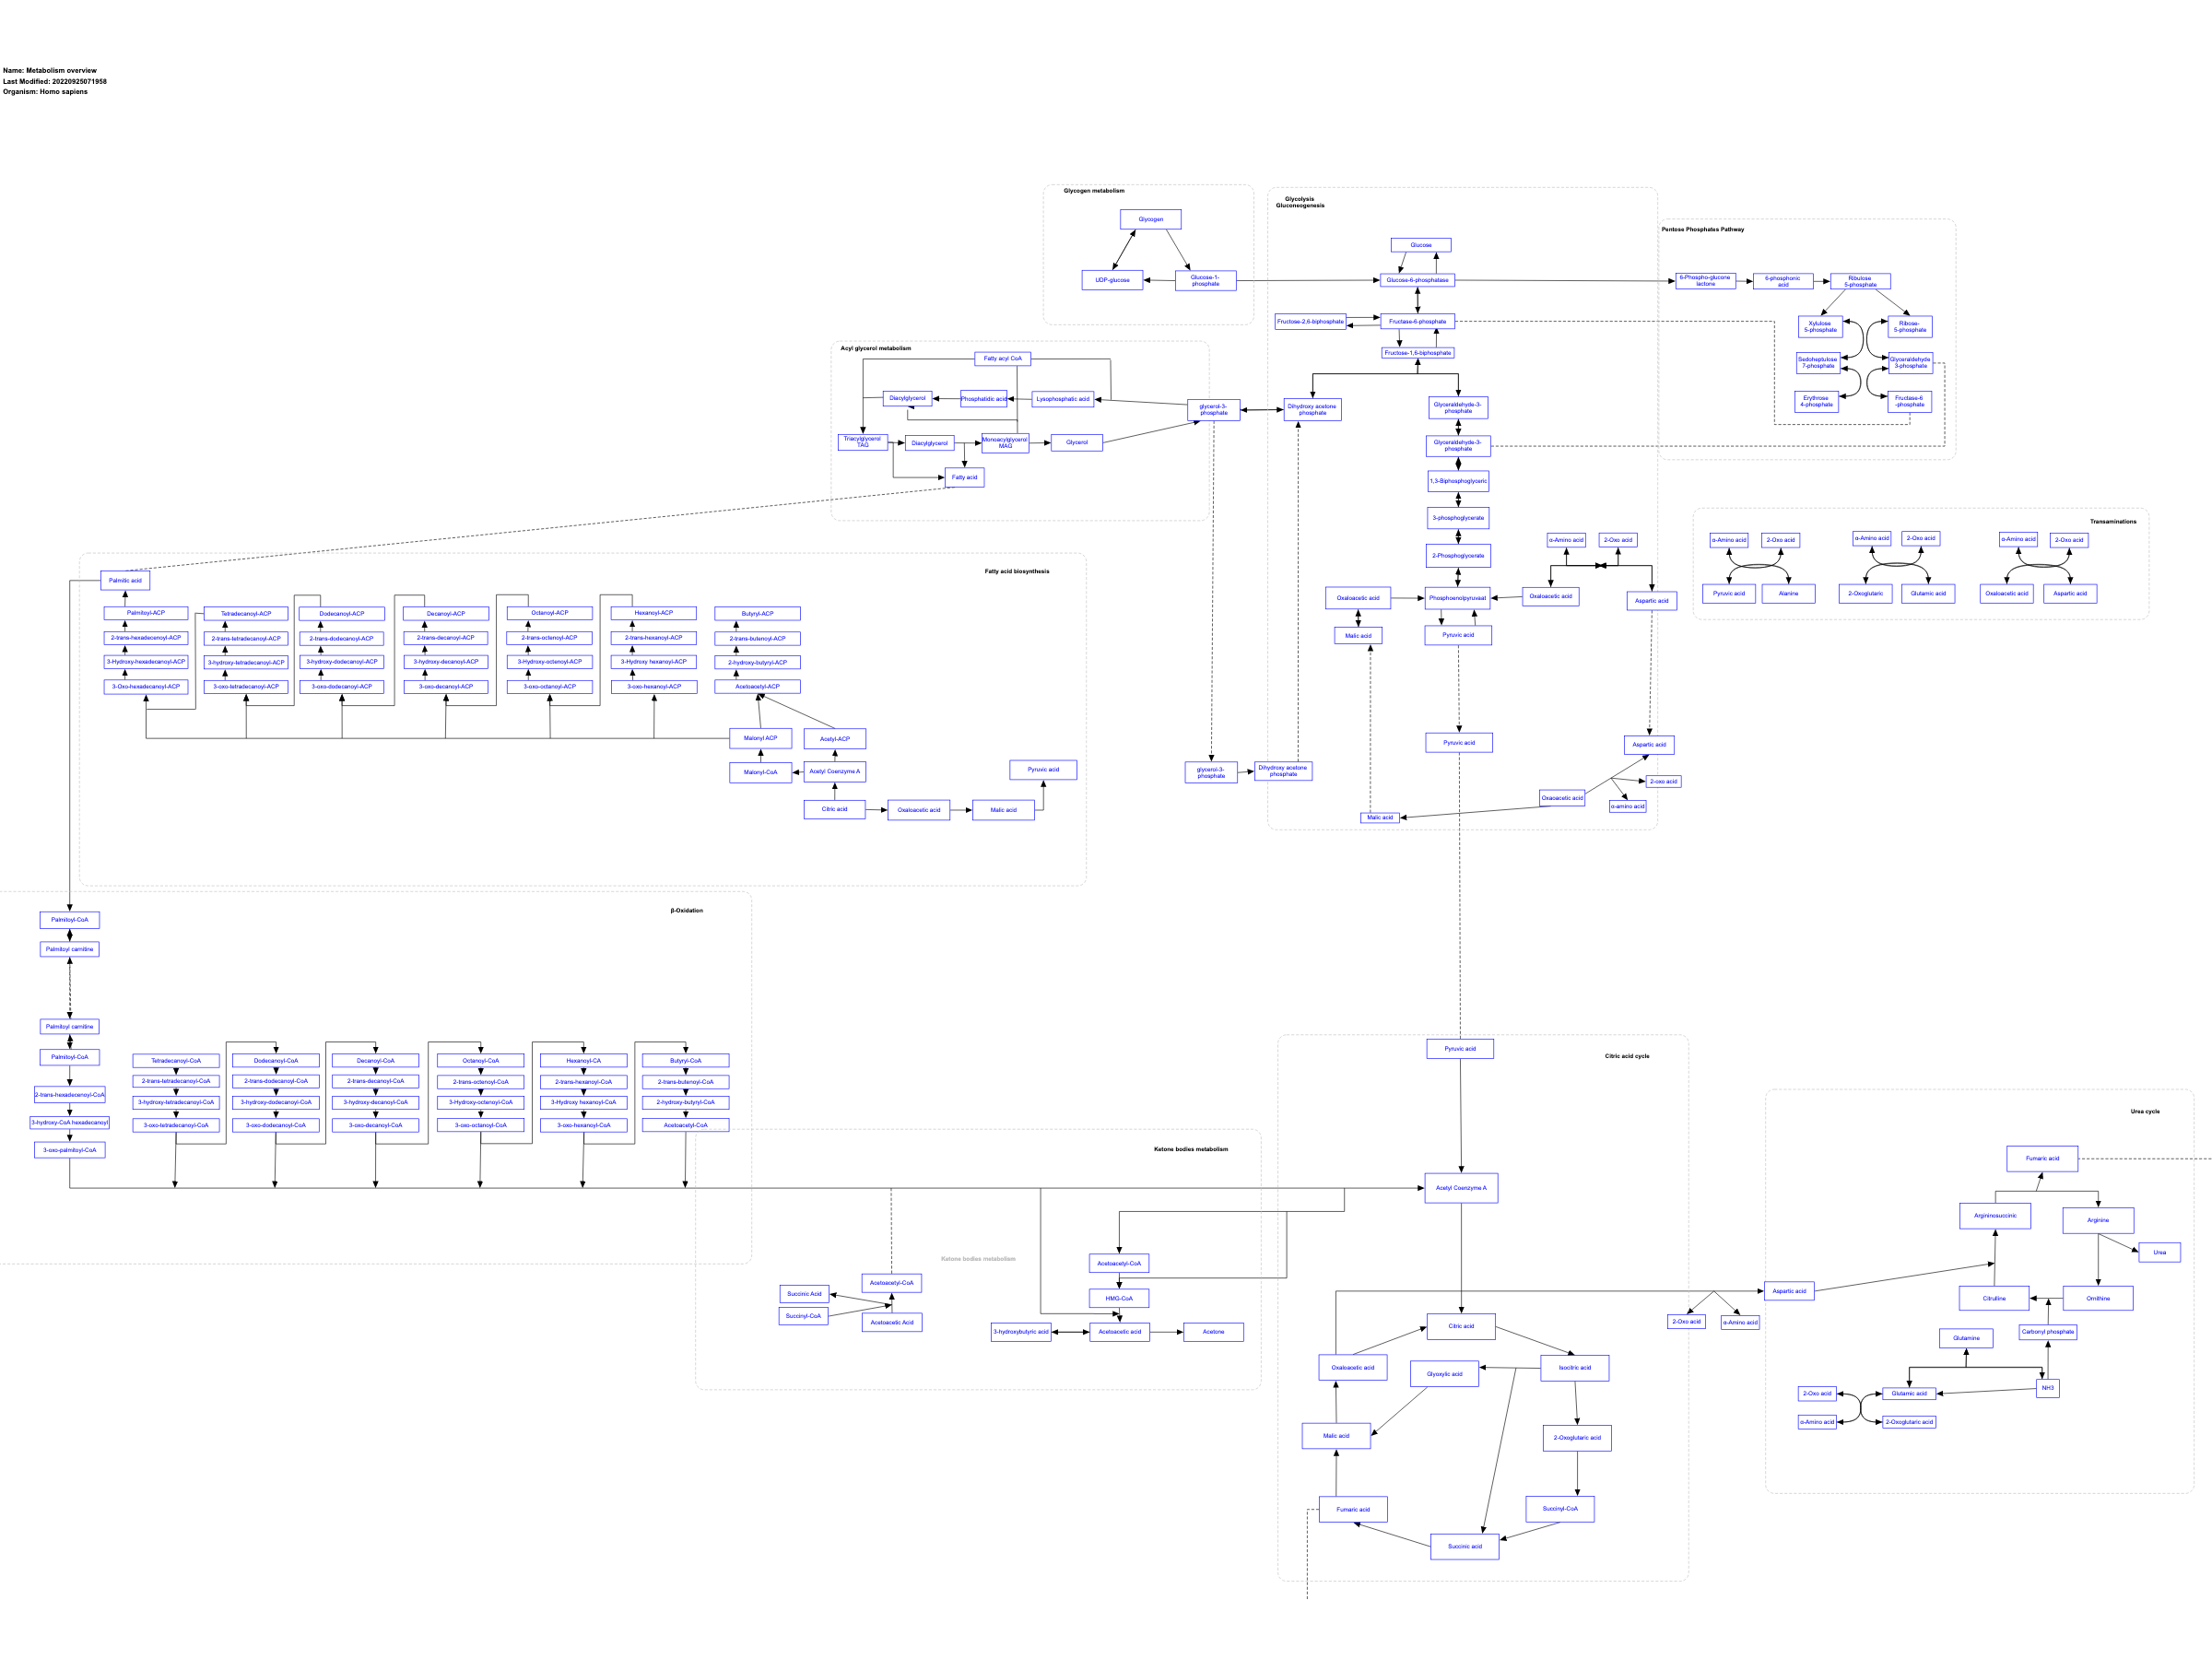 Name: Metabolism overview
Last Modified: 20220925071958
Organism: Homo sapiens
Glycogen metabolism
Glycogen
UDP-glucose
Glucose-1-
phosphate
Glycolysis
Gluconeogenesis
Glucose
Glucose-6-phosphatase
Fructose-2,6-biphosphate
Fructase-6-phosphate
Fructose-1,6-biphosphate
Dihydroxy acetone
phosphate
Glyceraldehyde-3-
phosphate
Glyceraldehyde-3-
phosphate
1,3-Biphosphoglyceric
3-phosphoglycerate
2-Phosphoglycerate
α-Amino acid
2-Oxo acid
Oxaloacetic acid
Phosphoenolpyruvaat
Oxaloacetic acid
Aspartic acid
Malic acid
Pyruvic acid
Pyruvic acid
Aspartic acid
2-oxo acid
Oxaoacetic acid
α-amino acid
Malic acid
glycerol-3-
phosphate
Dihydroxy acetone
phosphate
Pentose Phosphates Pathway
6-Phospho-glucono
lactone
6-phosphonic
acid
Ribulose
5-phosphate
Xylulose
5-phosphate
Ribose-
5-phosphate
Sedoheptulose
7-phosphate
Glyceraldehyde
3-phosphate
Erythrose
4-phosphate
Fructase-6
-phosphate
Acyl glycerol metabolism
Fatty acyl CoA
Diacylglycerol
Phosphatidic acid
Lysophosphatic acid
glycerol-3-
phosphate
Triacylglycerol
TAG
Diacylglycerol
Monoacylglycerol
MAG
Glycerol
Fatty acid
Transaminations
α-Amino acid
2-Oxo acid
α-Amino acid
2-Oxo acid
α-Amino acid
2-Oxo acid
Pyruvic acid
Alanine
2-Oxoglutaric
Glutamic acid
Oxaloacetic acid
Aspartic acid
Fatty acid biosynthesis
Palmitic acid
Palmitoyl-ACP
Tetradecanoyl-ACP
Dodecanoyl-ACP
Decanoyl-ACP
Octanoyl-ACP
Hexanoyl-ACP
Butyryl-ACP
2-trans-hexadecenoyl-ACP
2-trans-tetradecanoyl-ACP
2-trans-dodecanoyl-ACP
2-trans-decanoyl-ACP
2-trans-octenoyl-ACP
2-trans-hexanoyl-ACP
2-trans-butenoyl-ACP
3-Hydroxy-hexadecanoyl-ACP
3-hydroxy-tetradecanoyl-ACP
3-hydroxy-dodecanoyl-ACP
3-hydroxy-decanoyl-ACP
3-Hydroxy-octenoyl-ACP
3-Hydroxy hexanoyl-ACP
2-hydroxy-butyryl-ACP
3-Oxo-hexadecanoyl-ACP
3-oxo-tetradecanoyl-ACP
3-oxo-dodecanoyl-ACP
3-oxo-decanoyl-ACP
3-oxo-octanoyl-ACP
3-oxo-hexanoyl-ACP
Acetoacetyl-ACP
Malonyl ACP
Acetyl-ACP
Malonyl-CoA
Acetyl Coenzyme A
Pyruvic acid
Citric acid
Oxaloacetic acid
Malic acid
β-Oxidation
Palmitoyl-CoA
Palmitoyl carnitine
Palmitoyl carnitine
Palmitoyl-CoA
2-trans-hexadecenoyl-CoA
3-hydroxy-CoA hexadecanoyl
3-oxo-palmitoyl-CoA
Tetradecanoyl-CoA
Dodecanoyl-CoA
Decanoyl-CoA
Octanoyl-CoA
Hexanoyl-CA
Butyryl-CoA
2-trans-tetradecanoyl-CoA
2-trans-dodecanoyl-CoA
2-trans-decanoyl-CoA
2-trans-octenoyl-CoA
2-trans-hexanoyl-CoA
2-trans-butenoyl-CoA
3-hydroxy-tetradecanoyl-CoA
3-hydroxy-dodecanoyl-CoA
3-hydroxy-decanoyl-CoA
3-Hydroxy-octenoyl-CoA
3-Hydroxy hexanoyl-CoA
2-hydroxy-butyryl-CoA
3-oxo-tetradecanoyl-CoA
3-oxo-dodecanoyl-CoA
3-oxo-decanoyl-CoA
3-oxo-octanoyl-CoA
3-oxo-hexanoyl-CoA
Acetoacetyl-CoA
Ketone bodies metabolism
Ketone bodies metabolism
Acetoacetyl-CoA
Acetoacetyl-CoA
Succinic Acid
HMG-CoA
Succinyl-CoA
Acetoacetic Acid
3-hydroxybutyric acid
Acetoacetic acid
Acetone
Citric acid cycle
Pyruvic acid
Acetyl Coenzyme A
Citric acid
Oxaloacetic acid
Glyoxylic acid
Isocitric acid
Malic acid
2-Oxoglutaric acid
Fumaric acid
Succinyl-CoA
Succinic acid
2-Oxo acid
α-Amino acid
Urea cycle
Fumaric acid
Argininosuccinic
Arginine
Urea
Aspartic acid
Citruline
Ornithine
Glutamine
Carbonyl phosphate
2-Oxo acid
Glutamic acid
NH3
α-Amino acid
2-Oxoglutaric acid